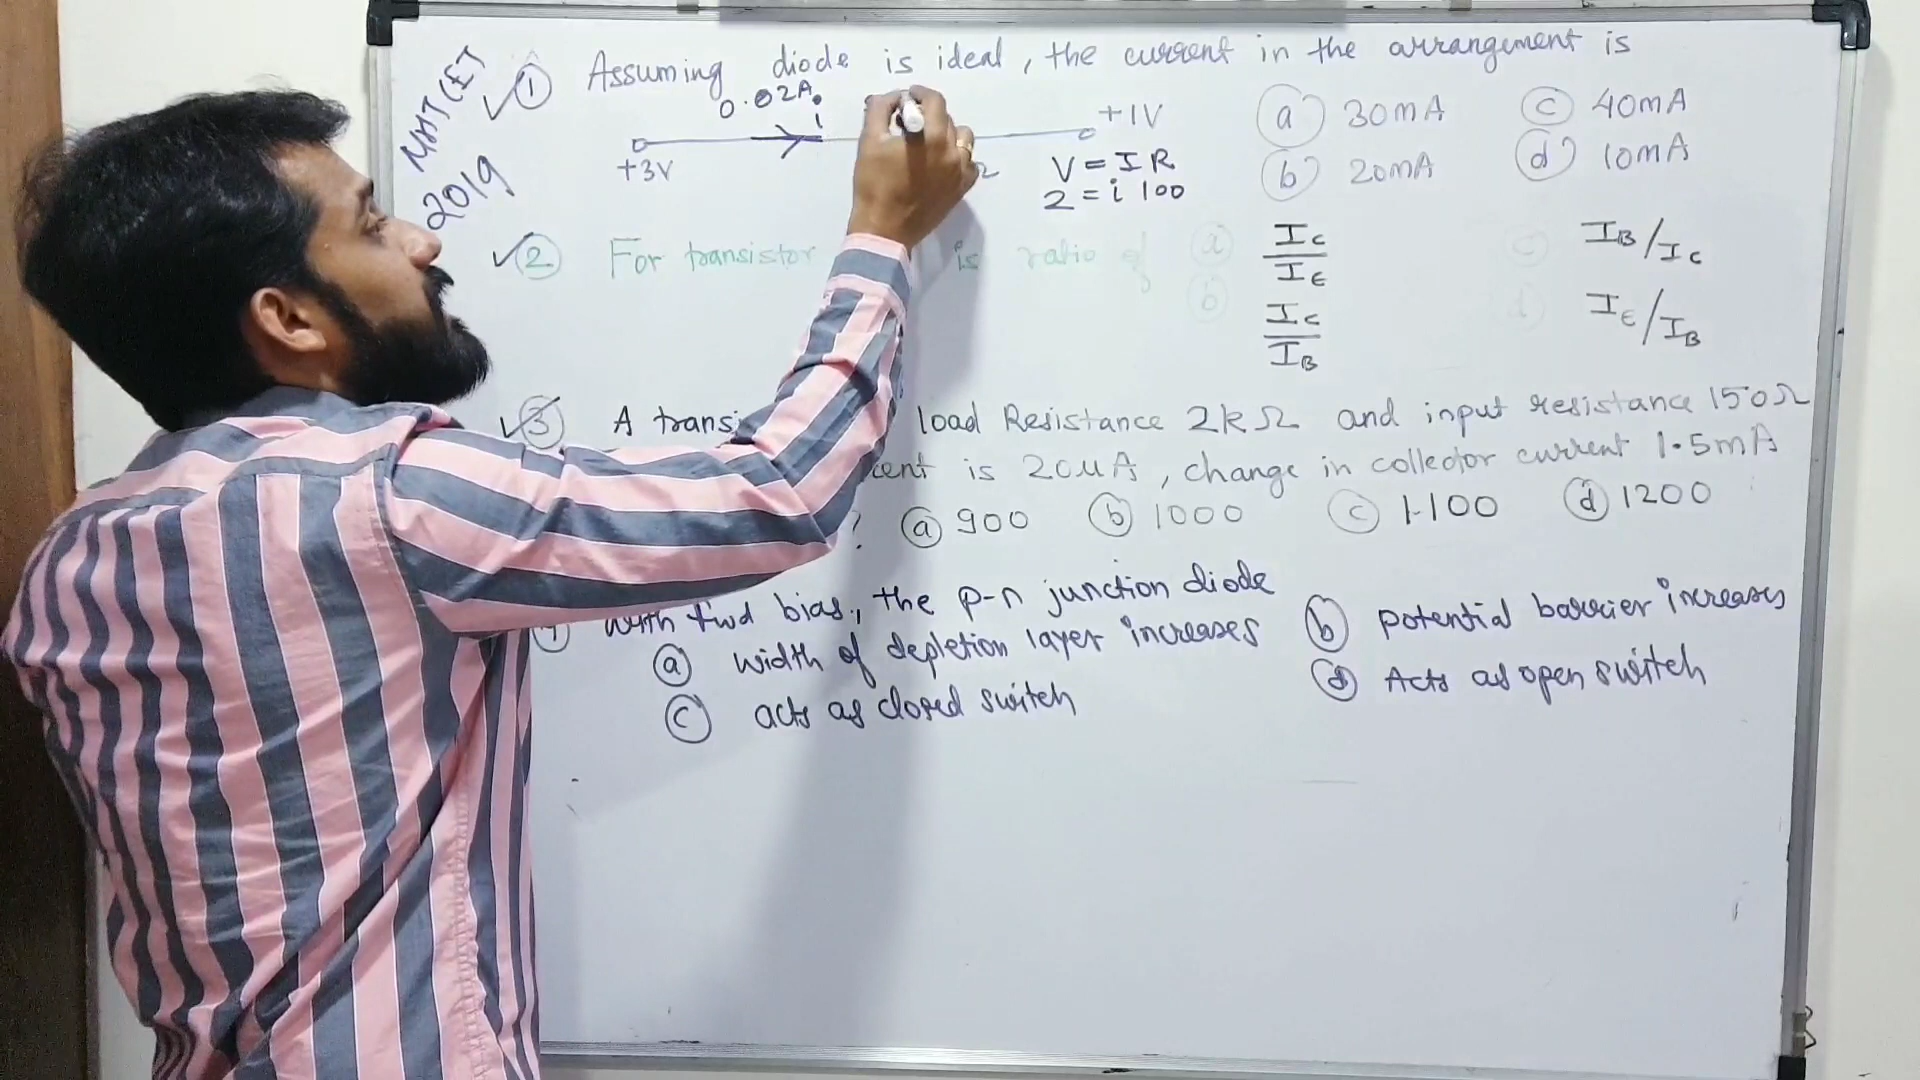 MHT CET
2019
① Assuming diode is ideal, the current in the arrangement is
0.02A
+3V
+1V
Ω
V = IR
2 = i 100
a 30mA
b 20mA
c 40mA
d 10mA
② For transistor is ratio of
a IC/IE
b IC/IB
c IB/IC
d IE/IB
③ A load Resistance 2kΩ and input resistance 150Ω
is 20uA, change in collector current 1.5mA
? a 900 b 1000 c 1100 d 1200
With fwd bias, the p-n junction diode
a width of depletion layer increases
b potential barrier increases
c acts as closed switch
d Acts as open switch